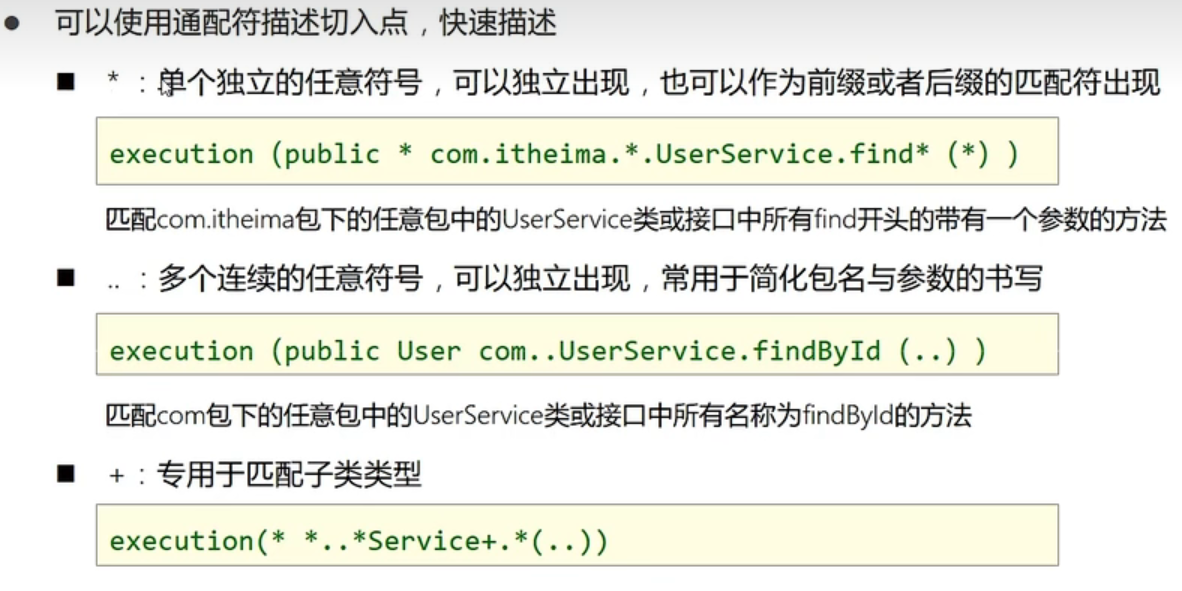 ● 可以使用通配符描述切入点，快速描述
■ * ：单个独立的任意符号，可以独立出现，也可以作为前缀或者后缀的匹配符出现
execution (public * com.itheima.*.UserService.find* (*) )
匹配com.itheima包下的任意包中的UserService类或接口中所有find开头的带有一个参数的方法
■ .. ：多个连续的任意符号，可以独立出现，常用于简化包名与参数的书写
execution (public User com..UserService.findById (..) )
匹配com包下的任意包中的UserService类或接口中所有名称为findById的方法
■ + ：专用于匹配子类类型
execution(* *..*Service+.*(..))